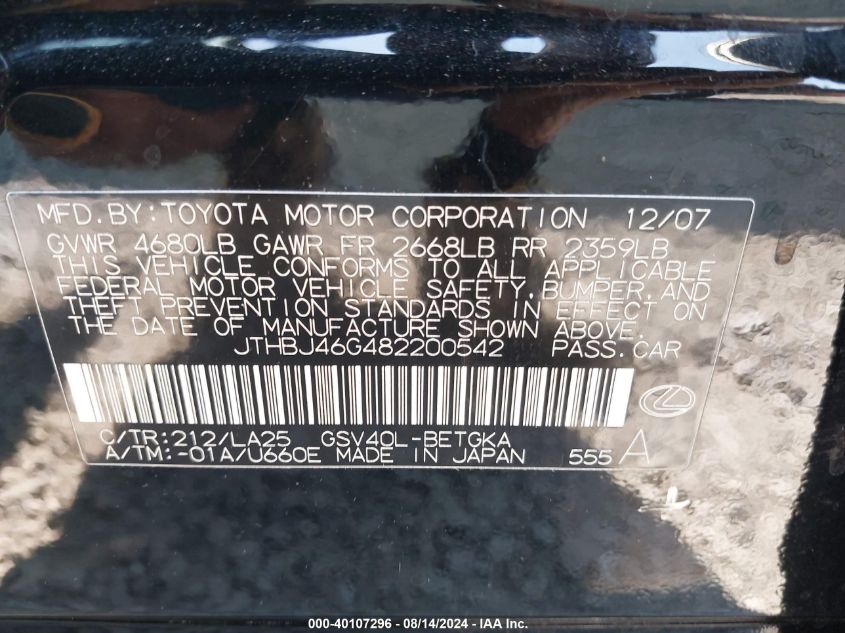 MFD.BY:TOYOTA MOTOR CORPORATION 12/07
GVWR 4680LB GAWR FR 2668LB RR 2359LB
THIS VEHICLE CONFORMS TO ALL APPLICABLE
FEDERAL MOTOR VEHICLE SAFETY,BUMPER,AND
THEFT PREVENTION STANDARDS IN EFFECT ON
THE DATE OF MANUFACTURE SHOWN ABOVE.
JTHBJ46G482200542 PASS.CAR
C/TR:212/LA25 GSV40L-BETGKA
A/TM:-01A/U660E MADE IN JAPAN 555 A
000-40107296 - 08/14/2024 - IAA Inc.